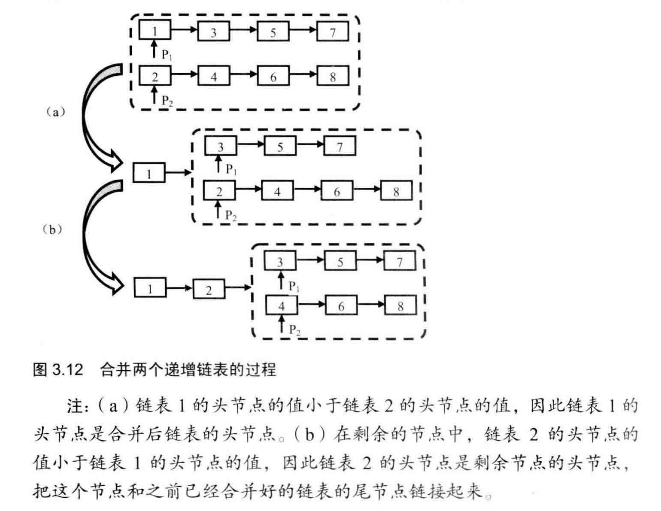 1 3 5 7
P1
2 4 6 8
P2
(a)
3 5 7
1
P1
2 4 6 8
P2
(b)
3 5 7
P1
1 2
4 6 8
P2
图 3.12 合并两个递增链表的过程
注：（a）链表 1 的头节点的值小于链表 2 的头节点的值，因此链表 1 的
头节点是合并后链表的头节点。（b）在剩余的节点中，链表 2 的头节点的
值小于链表 1 的头节点的值，因此链表 2 的头节点是剩余节点的头节点，
把这个节点和之前已经合并好的链表的尾节点链接起来。